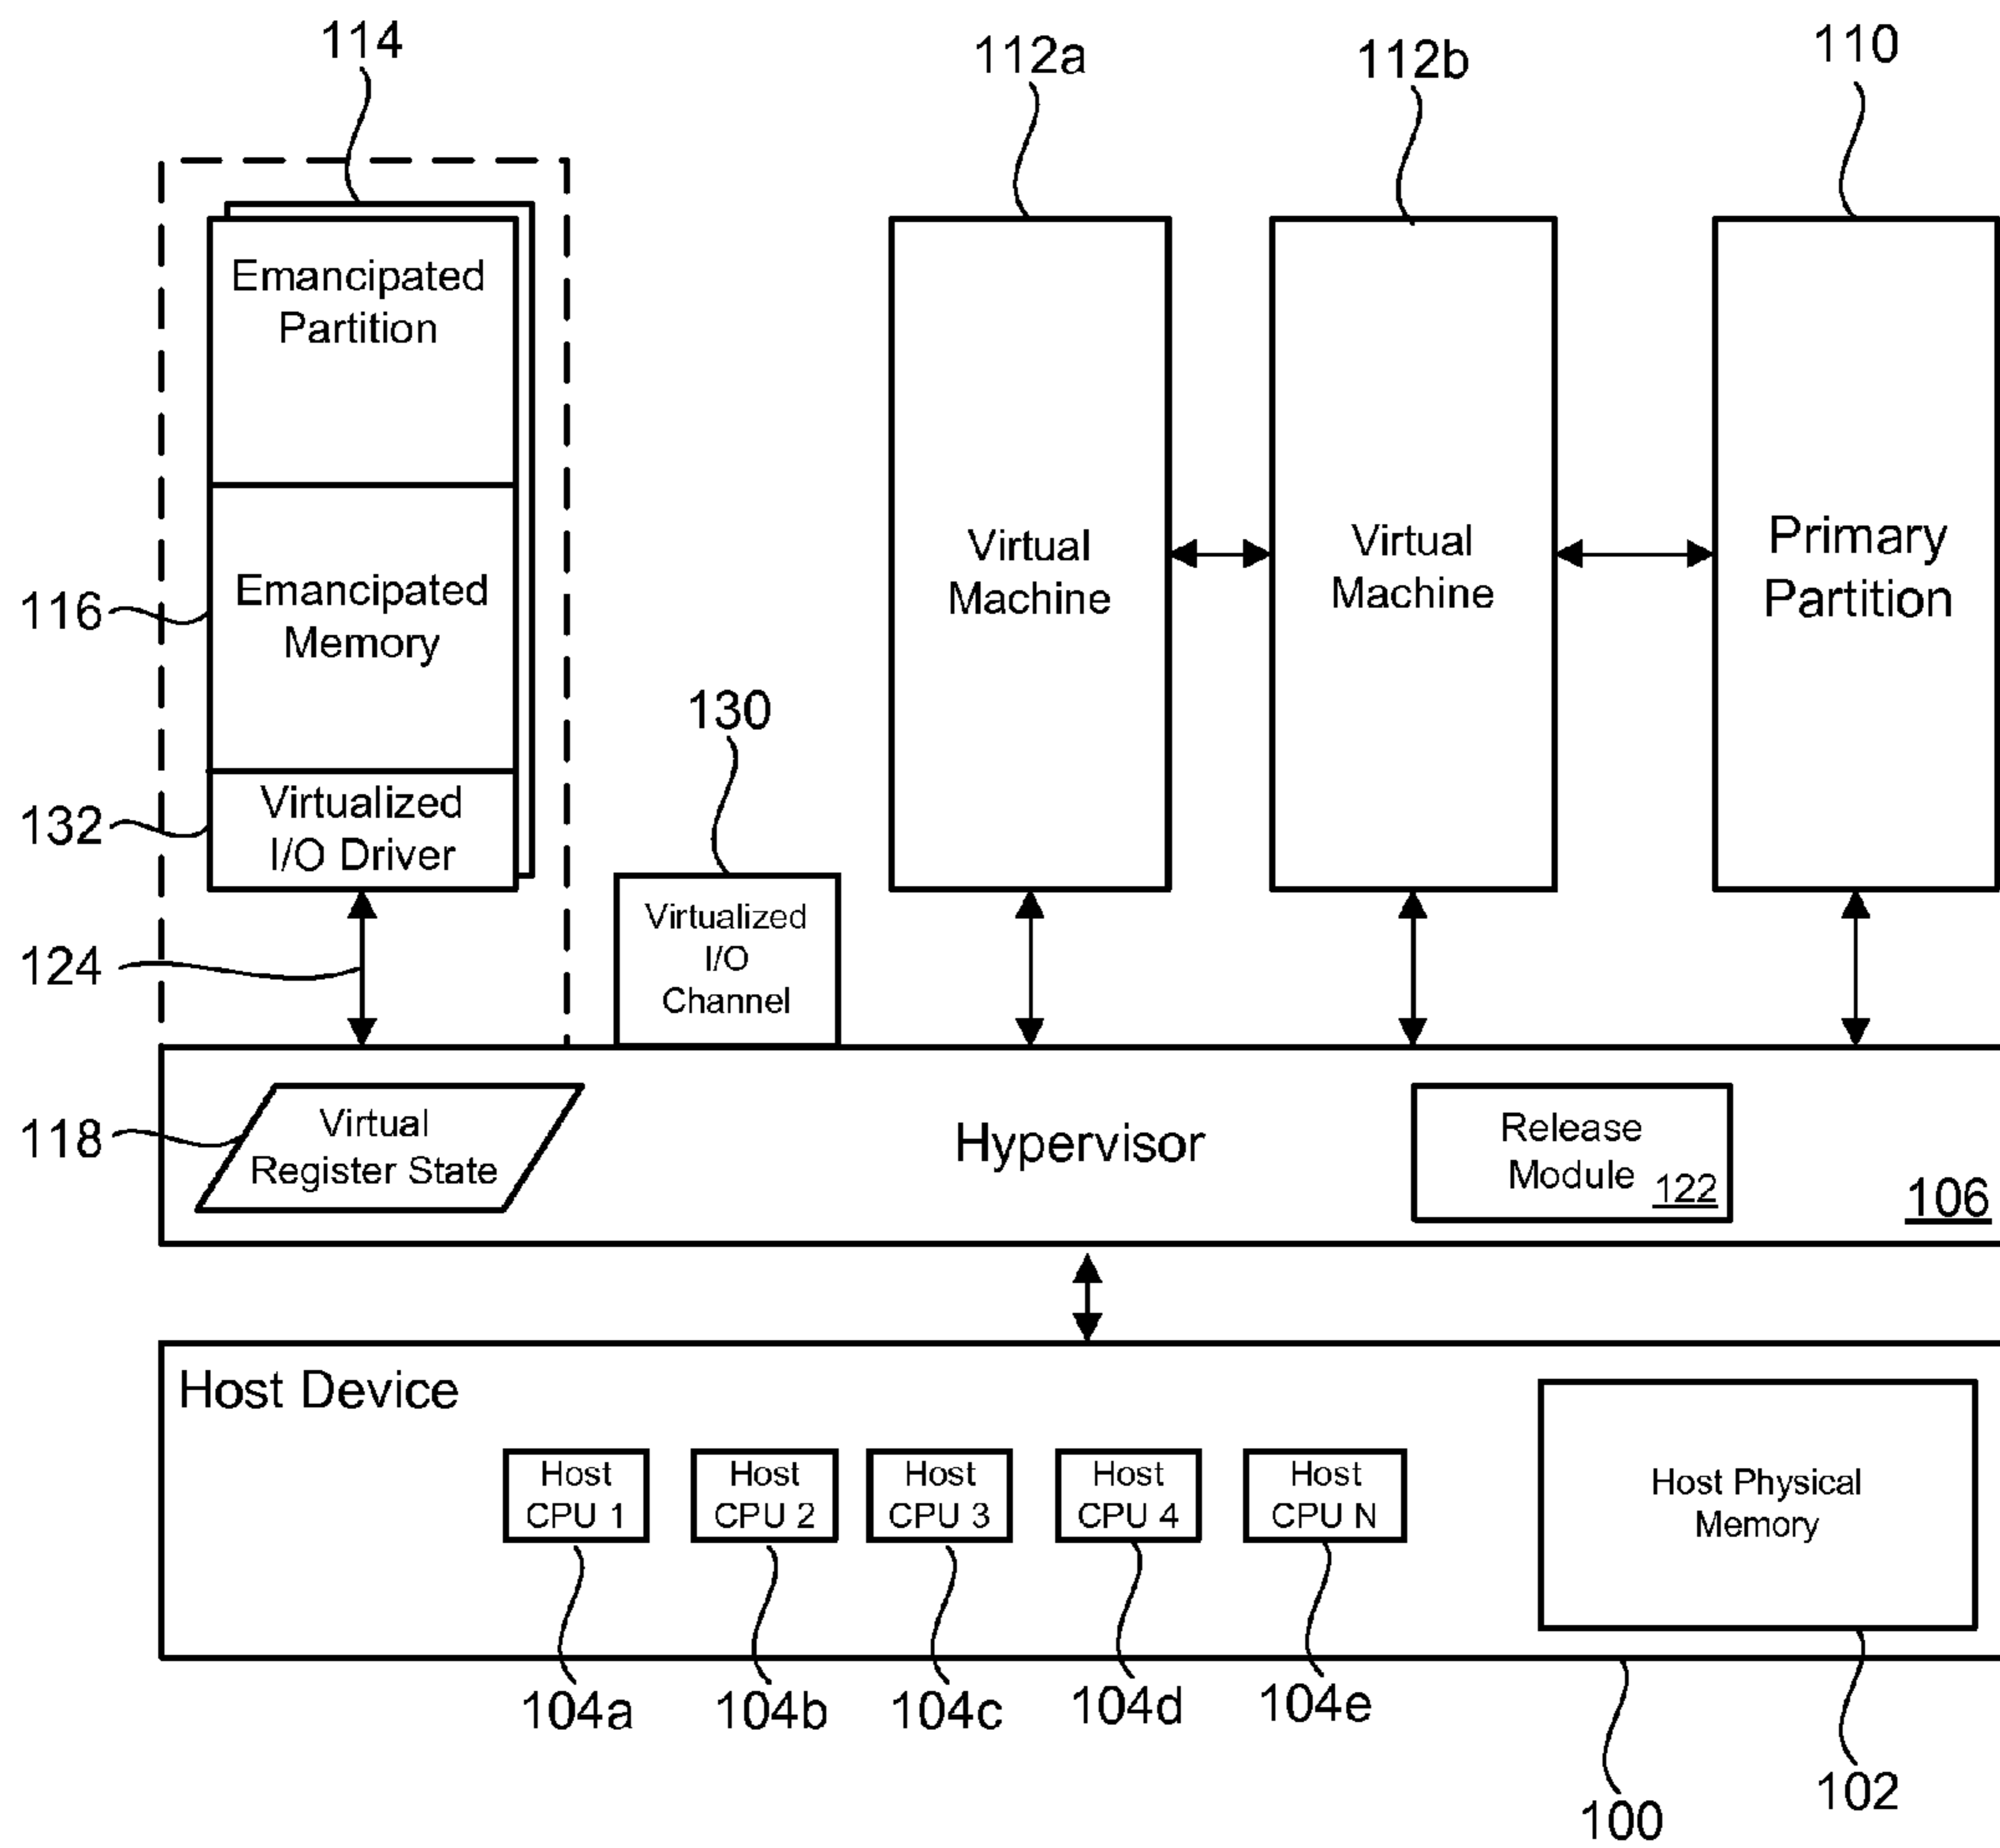 114
112a
112b
110
Emancipated
Partition
Emancipated
Memory
116
Virtual
Machine
Virtual
Machine
Primary
Partition
130
132
Virtualized
I/O Driver
Virtualized
I/O
Channel
124
118
Virtual
Register State
Hypervisor
Release
Module 122
106
Host Device
Host
CPU 1
Host
CPU 2
Host
CPU 3
Host
CPU 4
Host
CPU N
Host Physical
Memory
104a
104b
104c
104d
104e
102
100